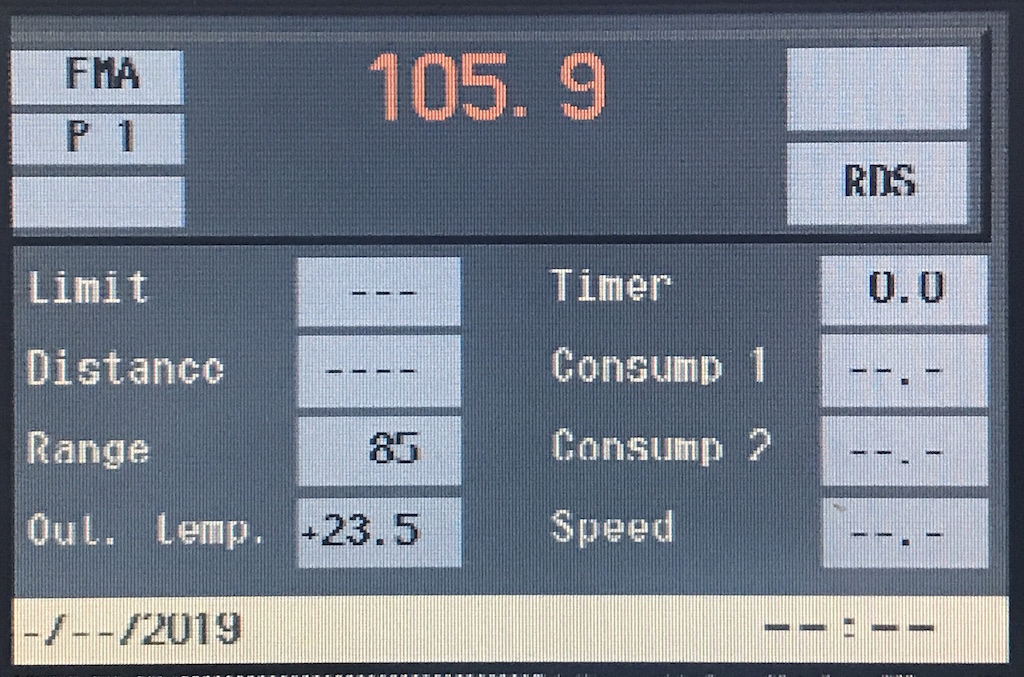 FMA 105.9
P 1
RDS
Limit --- Timer 0.0
Distance ---- Consump 1 --.-
Range 85 Consump 2 --.-
Out. temp. +23.5 Speed --.-
-/--/2019 --:--